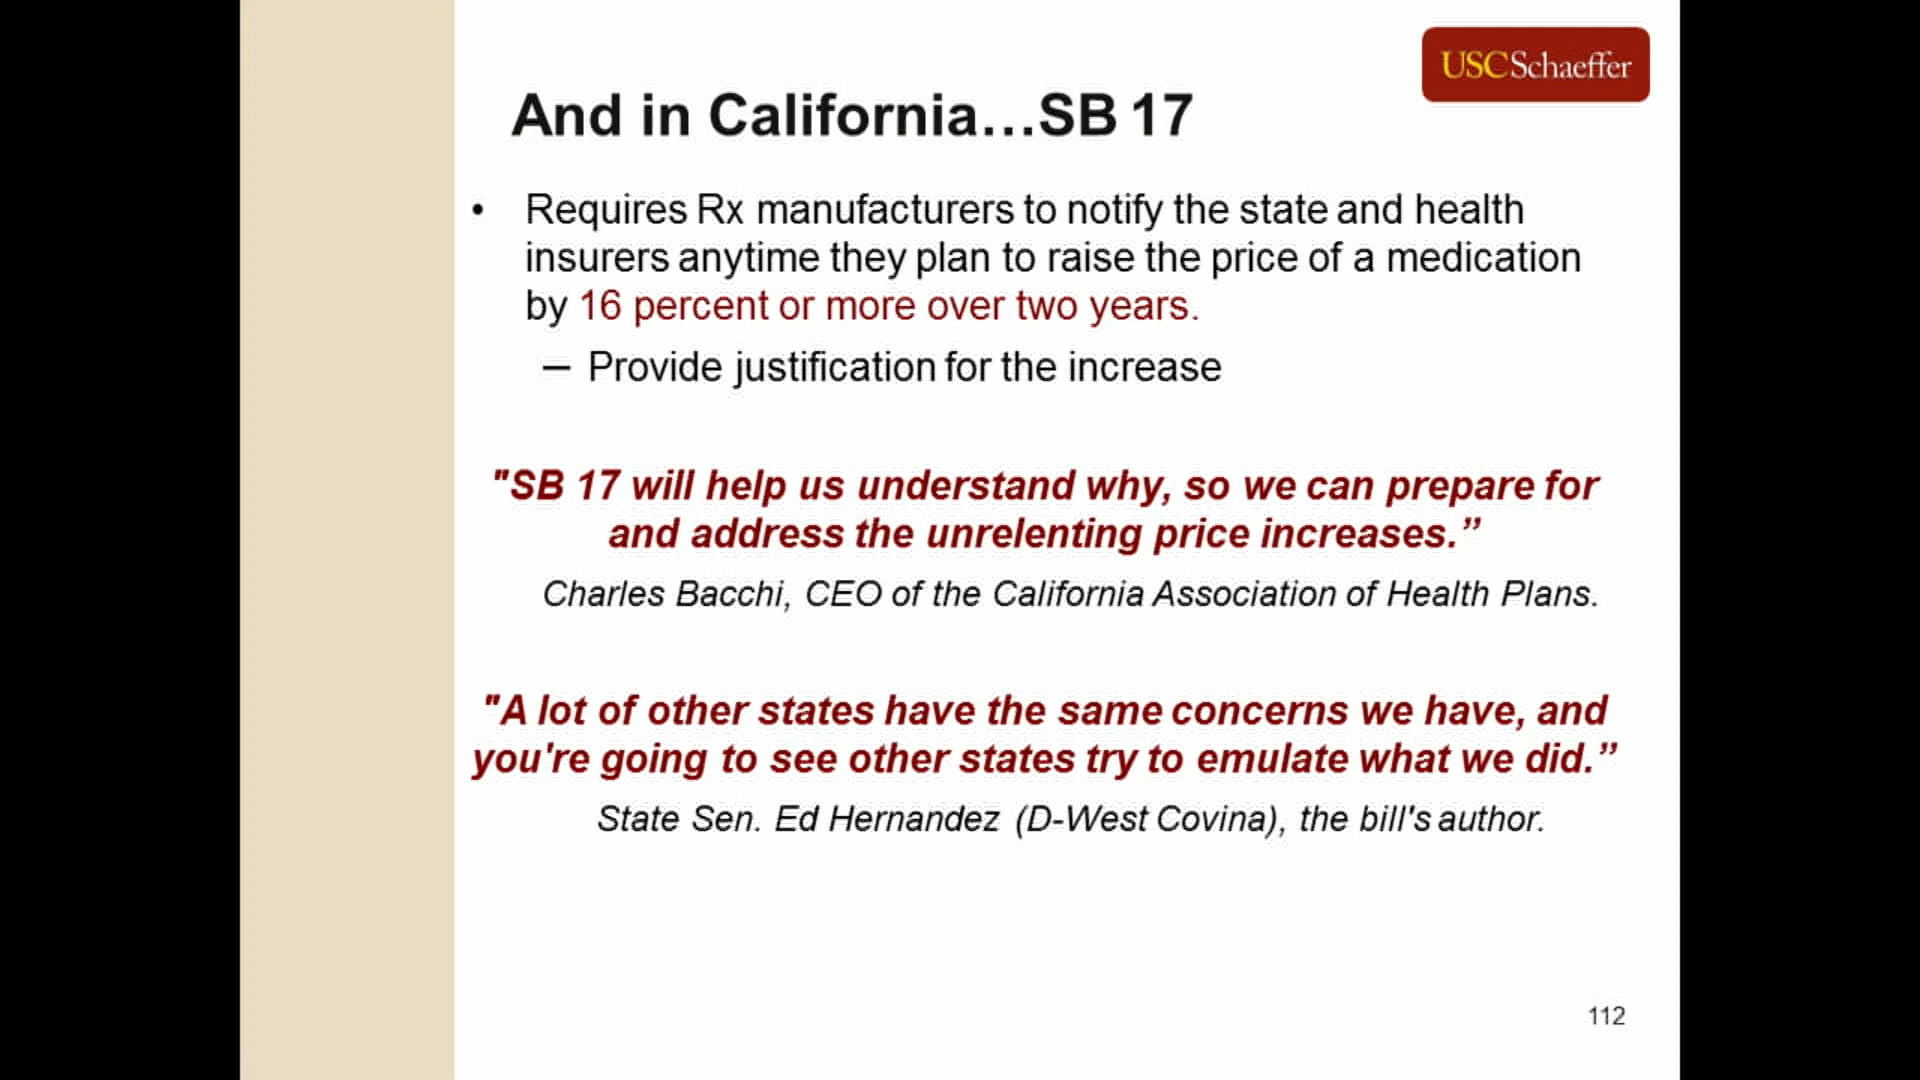 USCSchaeffer
And in California...SB 17
• Requires Rx manufacturers to notify the state and health
insurers anytime they plan to raise the price of a medication
by 16 percent or more over two years.
– Provide justification for the increase
"SB 17 will help us understand why, so we can prepare for
and address the unrelenting price increases.”
Charles Bacchi, CEO of the California Association of Health Plans.
"A lot of other states have the same concerns we have, and
you're going to see other states try to emulate what we did.”
State Sen. Ed Hernandez (D-West Covina), the bill's author.
112